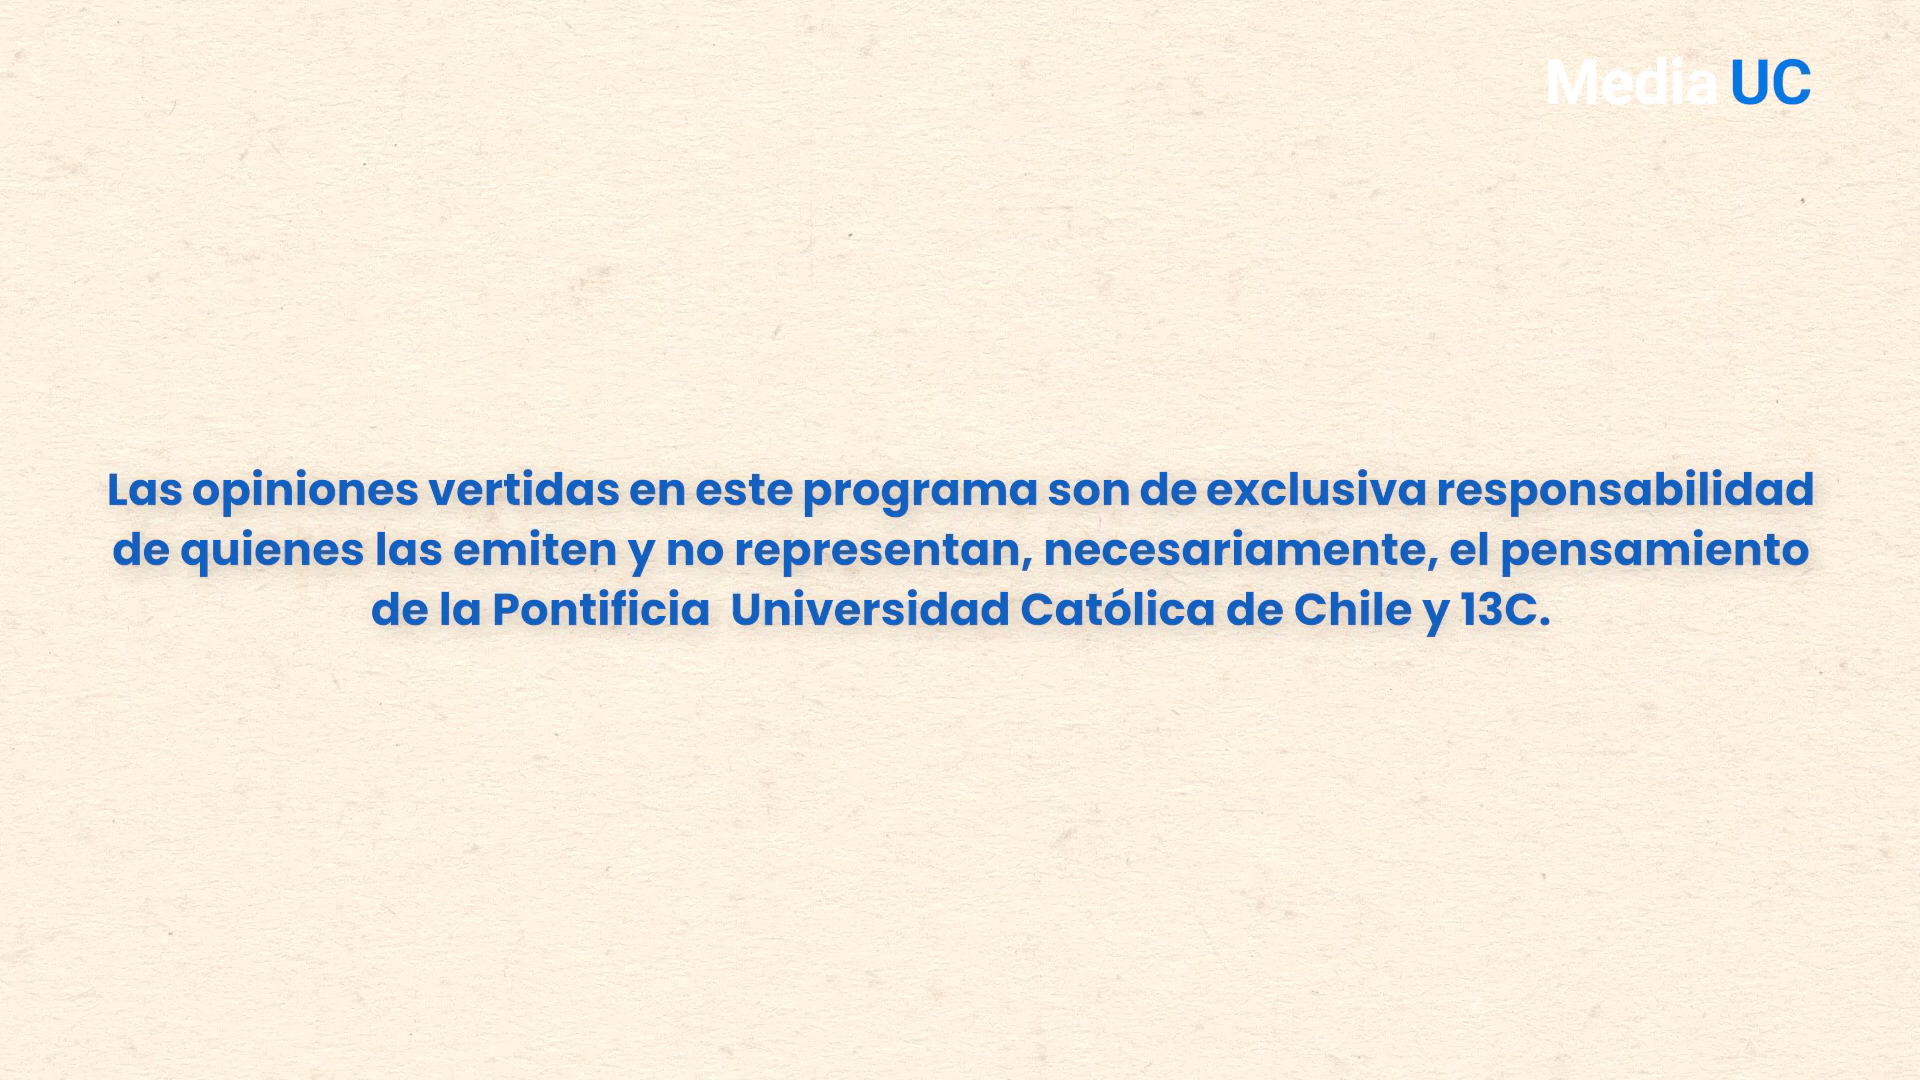 Media UC
Las opiniones vertidas en este programa son de exclusiva responsabilidad
de quienes las emiten y no representan, necesariamente, el pensamiento
de la Pontificia  Universidad Católica de Chile y 13C.